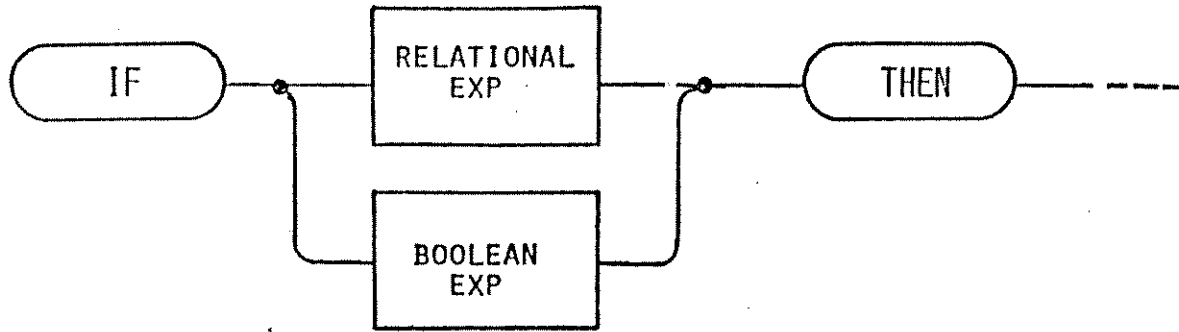 IF
RELATIONAL
EXP
THEN
BOOLEAN
EXP